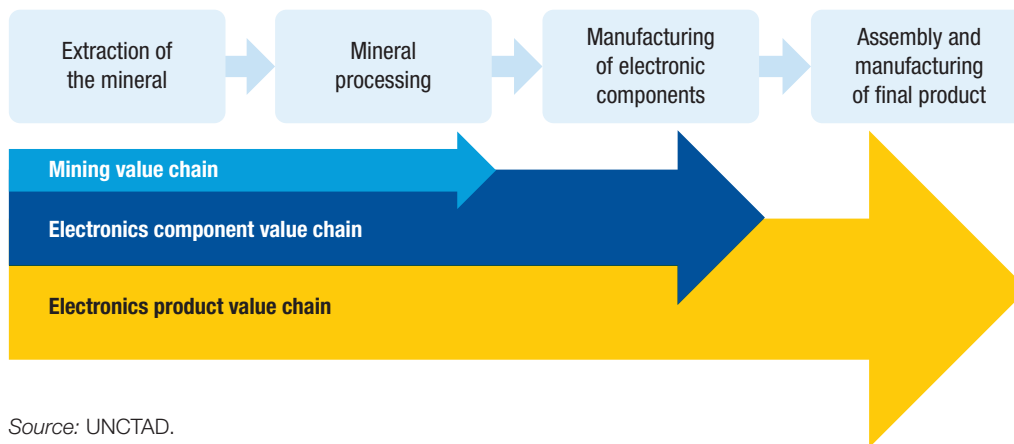 Extraction of
the mineral
Mineral
processing
Manufacturing
of electronic
components
Assembly and
manufacturing
of final product
Mining value chain
Electronics component value chain
Electronics product value chain
Source: UNCTAD.